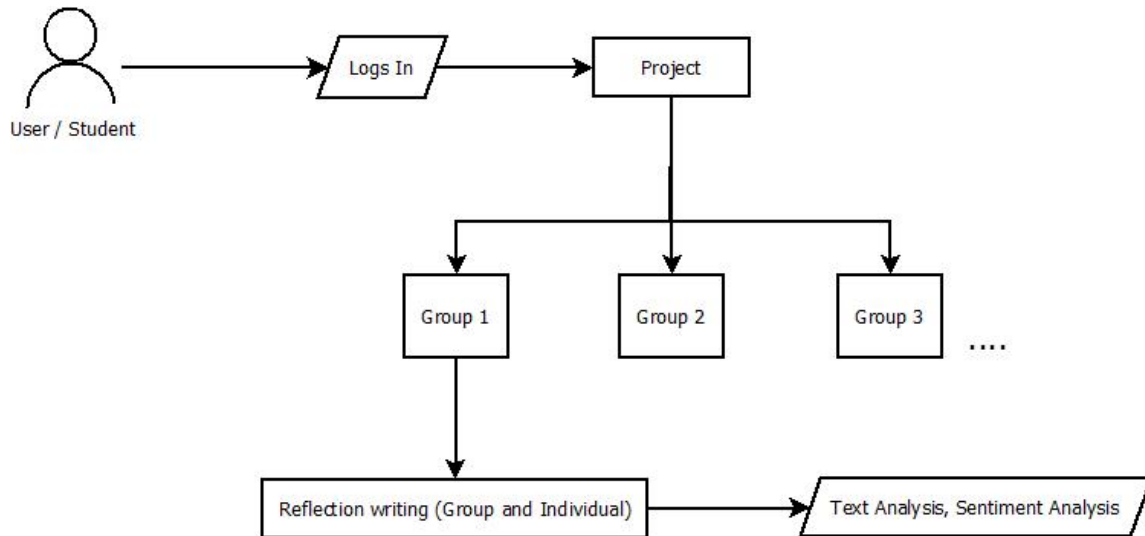 User / Student
Logs In
Project
Group 1
Group 2
Group 3
....
Reflection writing (Group and Individual)
Text Analysis, Sentiment Analysis